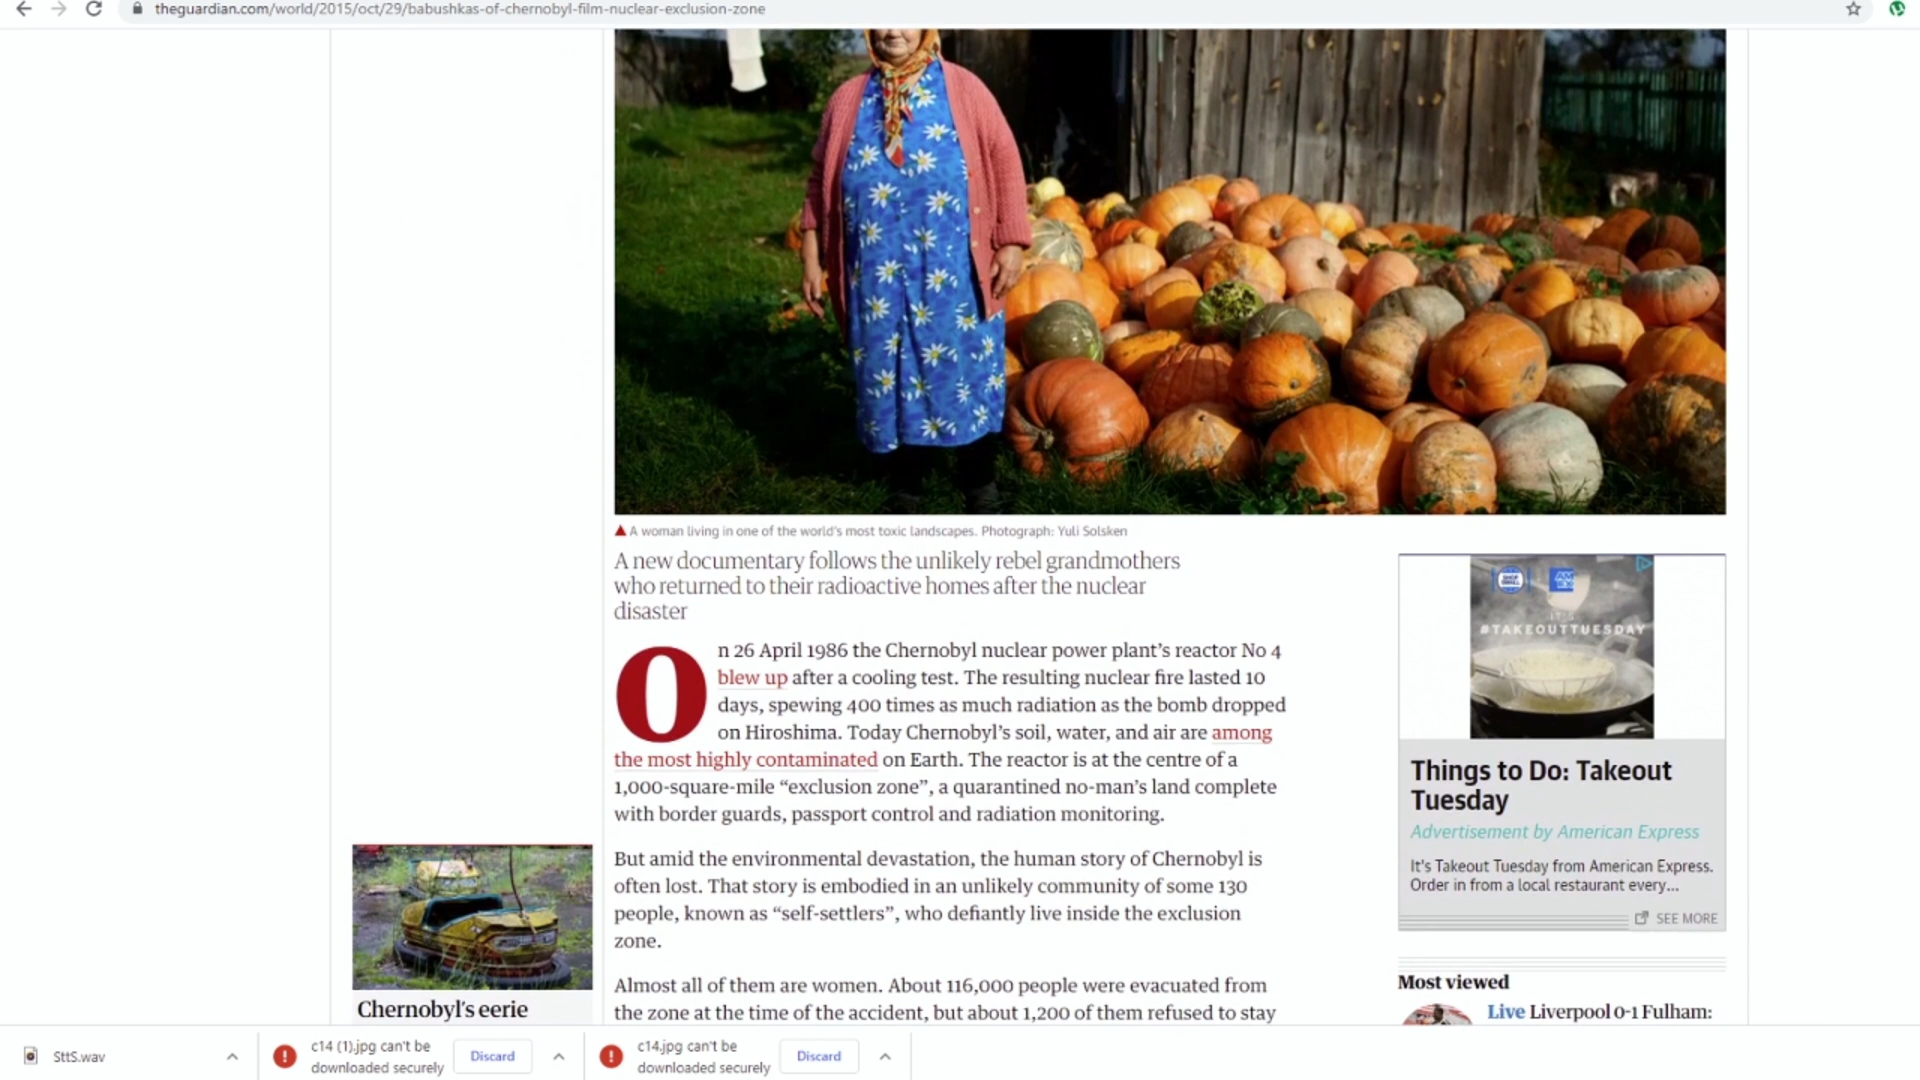 theguardian.com/world/2015/oct/29/babushkas-of-chernobyl-film-nuclear-exclusion-zone
A woman living in one of the world's most toxic landscapes. Photograph: Yuli Solsken
A new documentary follows the unlikely rebel grandmothers
who returned to their radioactive homes after the nuclear
disaster
On 26 April 1986 the Chernobyl nuclear power plant’s reactor No 4
blew up after a cooling test. The resulting nuclear fire lasted 10
days, spewing 400 times as much radiation as the bomb dropped
on Hiroshima. Today Chernobyl’s soil, water, and air are among
the most highly contaminated on Earth. The reactor is at the centre of a
1,000-square-mile “exclusion zone”, a quarantined no-man’s land complete
with border guards, passport control and radiation monitoring.
But amid the environmental devastation, the human story of Chernobyl is
often lost. That story is embodied in an unlikely community of some 130
people, known as “self-settlers”, who defiantly live inside the exclusion
zone.
Almost all of them are women. About 116,000 people were evacuated from
the zone at the time of the accident, but about 1,200 of them refused to stay
Chernobyl’s eerie
#TAKEOUTTUESDAY
Things to Do: Takeout
Tuesday
Advertisement by American Express
It's Takeout Tuesday from American Express.
Order in from a local restaurant every...
SEE MORE
Most viewed
Live Liverpool 0-1 Fulham:
SttS.wav
c14 (1).jpg can't be
downloaded securely
Discard
c14.jpg can't be
downloaded securely
Discard